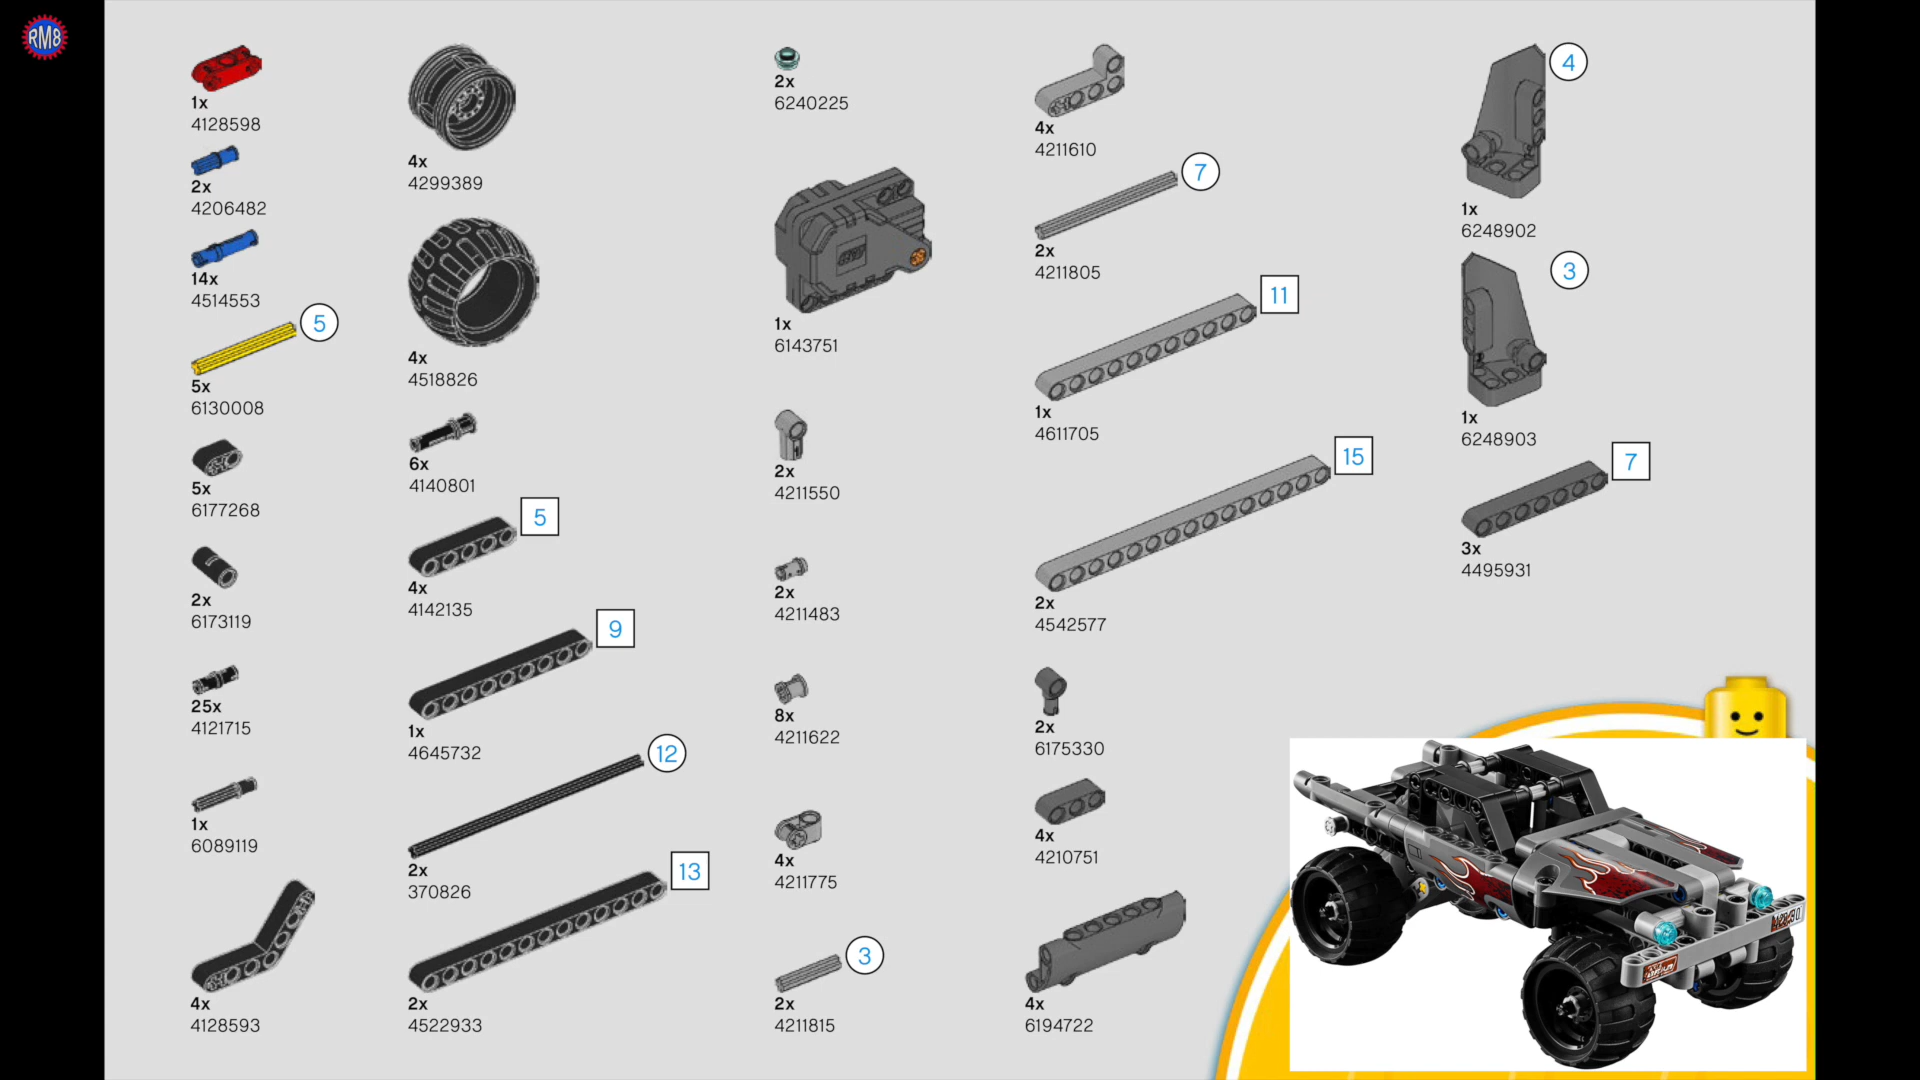 RM8
1x
4128598
2x
4206482
14x
4514553
5
5x
6130008
5x
6177268
2x
6173119
25x
4121715
1x
6089119
4x
4128593
4x
4299389
4x
4518826
6x
4140801
5
4x
4142135
9
1x
4645732
12
2x
370826
13
2x
4522933
2x
6240225
1x
6143751
2x
4211550
2x
4211483
8x
4211622
4x
4211775
3
2x
4211815
4x
4211610
7
2x
4211805
11
1x
4611705
15
2x
4542577
2x
6175330
4x
4210751
4x
6194722
4
1x
6248902
3
1x
6248903
7
3x
4495931